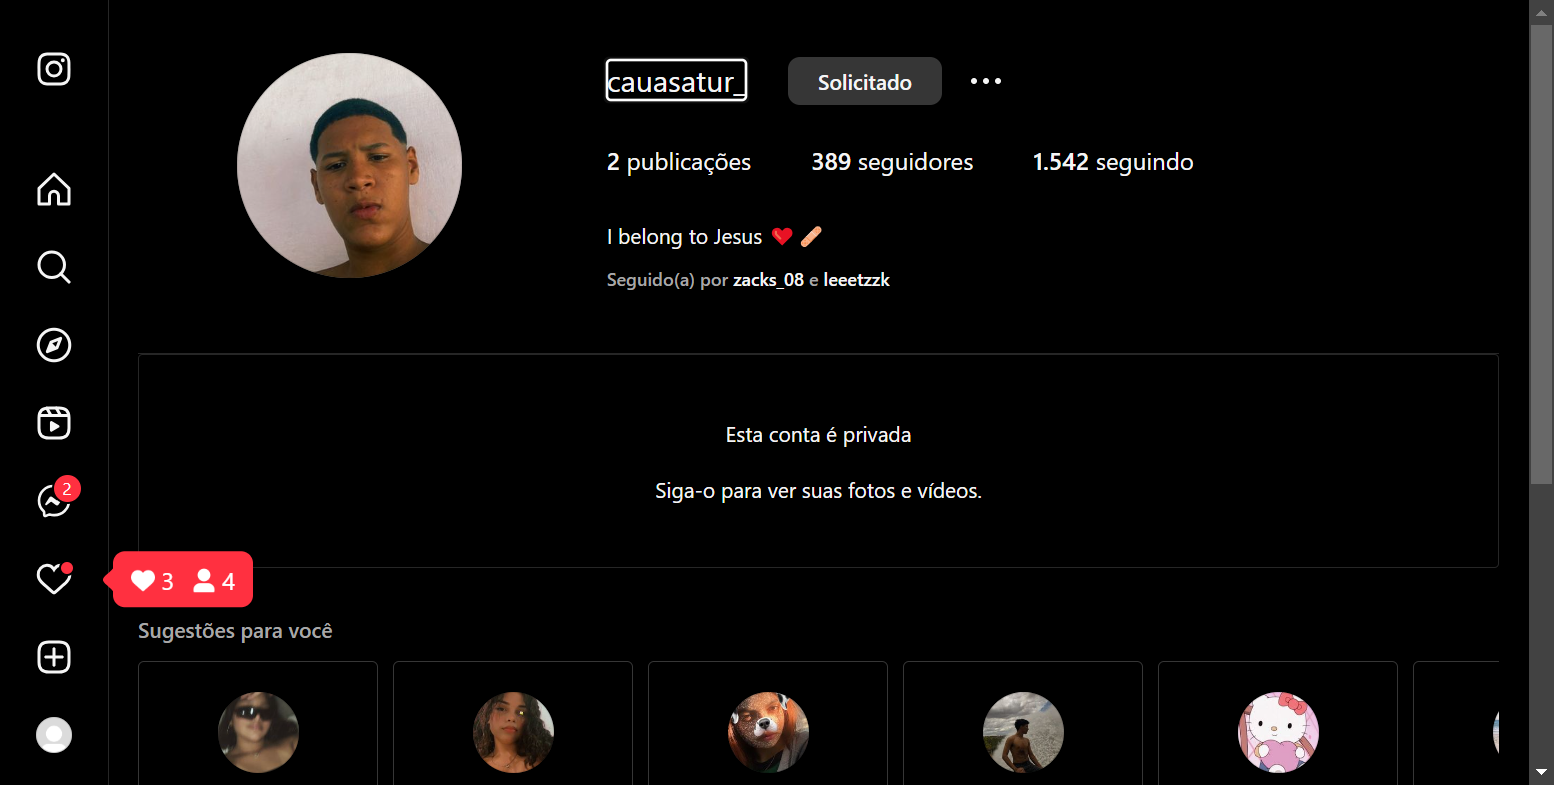 cauasatur_
Solicitado
2 publicações 389 seguidores 1.542 seguindo
I belong to Jesus
Seguido(a) por zacks_08 e leeetzzk
Esta conta é privada
Siga-o para ver suas fotos e vídeos.
2
3 4
Sugestões para você